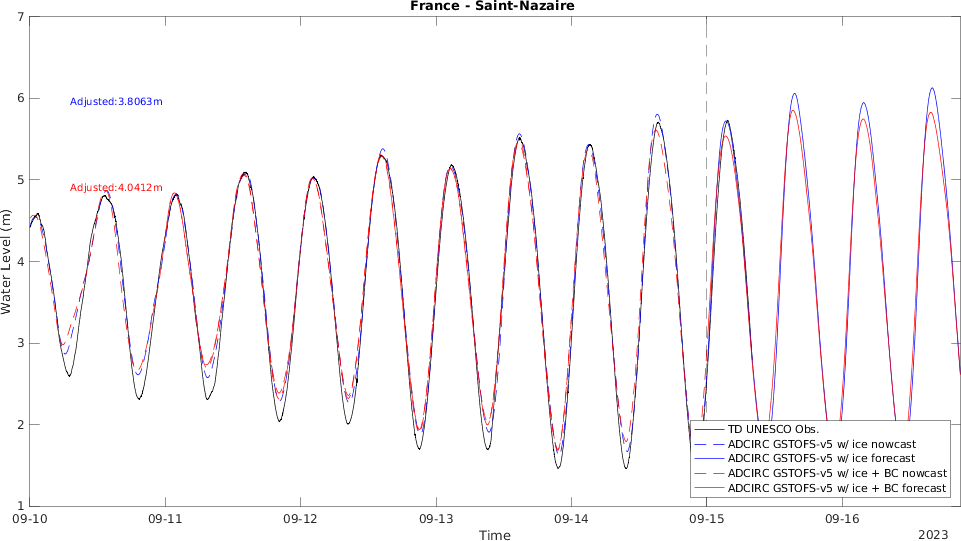 France - Saint-Nazaire
7
6
5
4
3
2
1
Water Level (m)
Adjusted:3.8063m
Adjusted:4.0412m
TD UNESCO Obs.
ADCIRC GSTOFS-v5 w/ ice nowcast
ADCIRC GSTOFS-v5 w/ ice forecast
ADCIRC GSTOFS-v5 w/ ice + BC nowcast
ADCIRC GSTOFS-v5 w/ ice + BC forecast
09-10 09-11 09-12 09-13 09-14 09-15 09-16
Time
2023